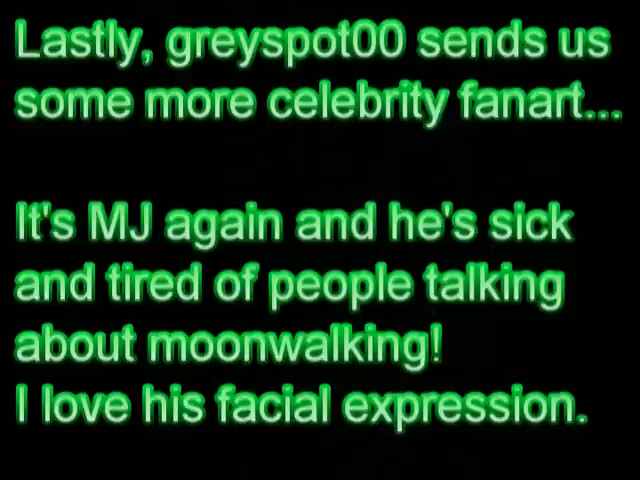 Lastly, greyspot00 sends us
some more celebrity fanart...
It's MJ again and he's sick
and tired of people talking
about moonwalking!
I love his facial expression.